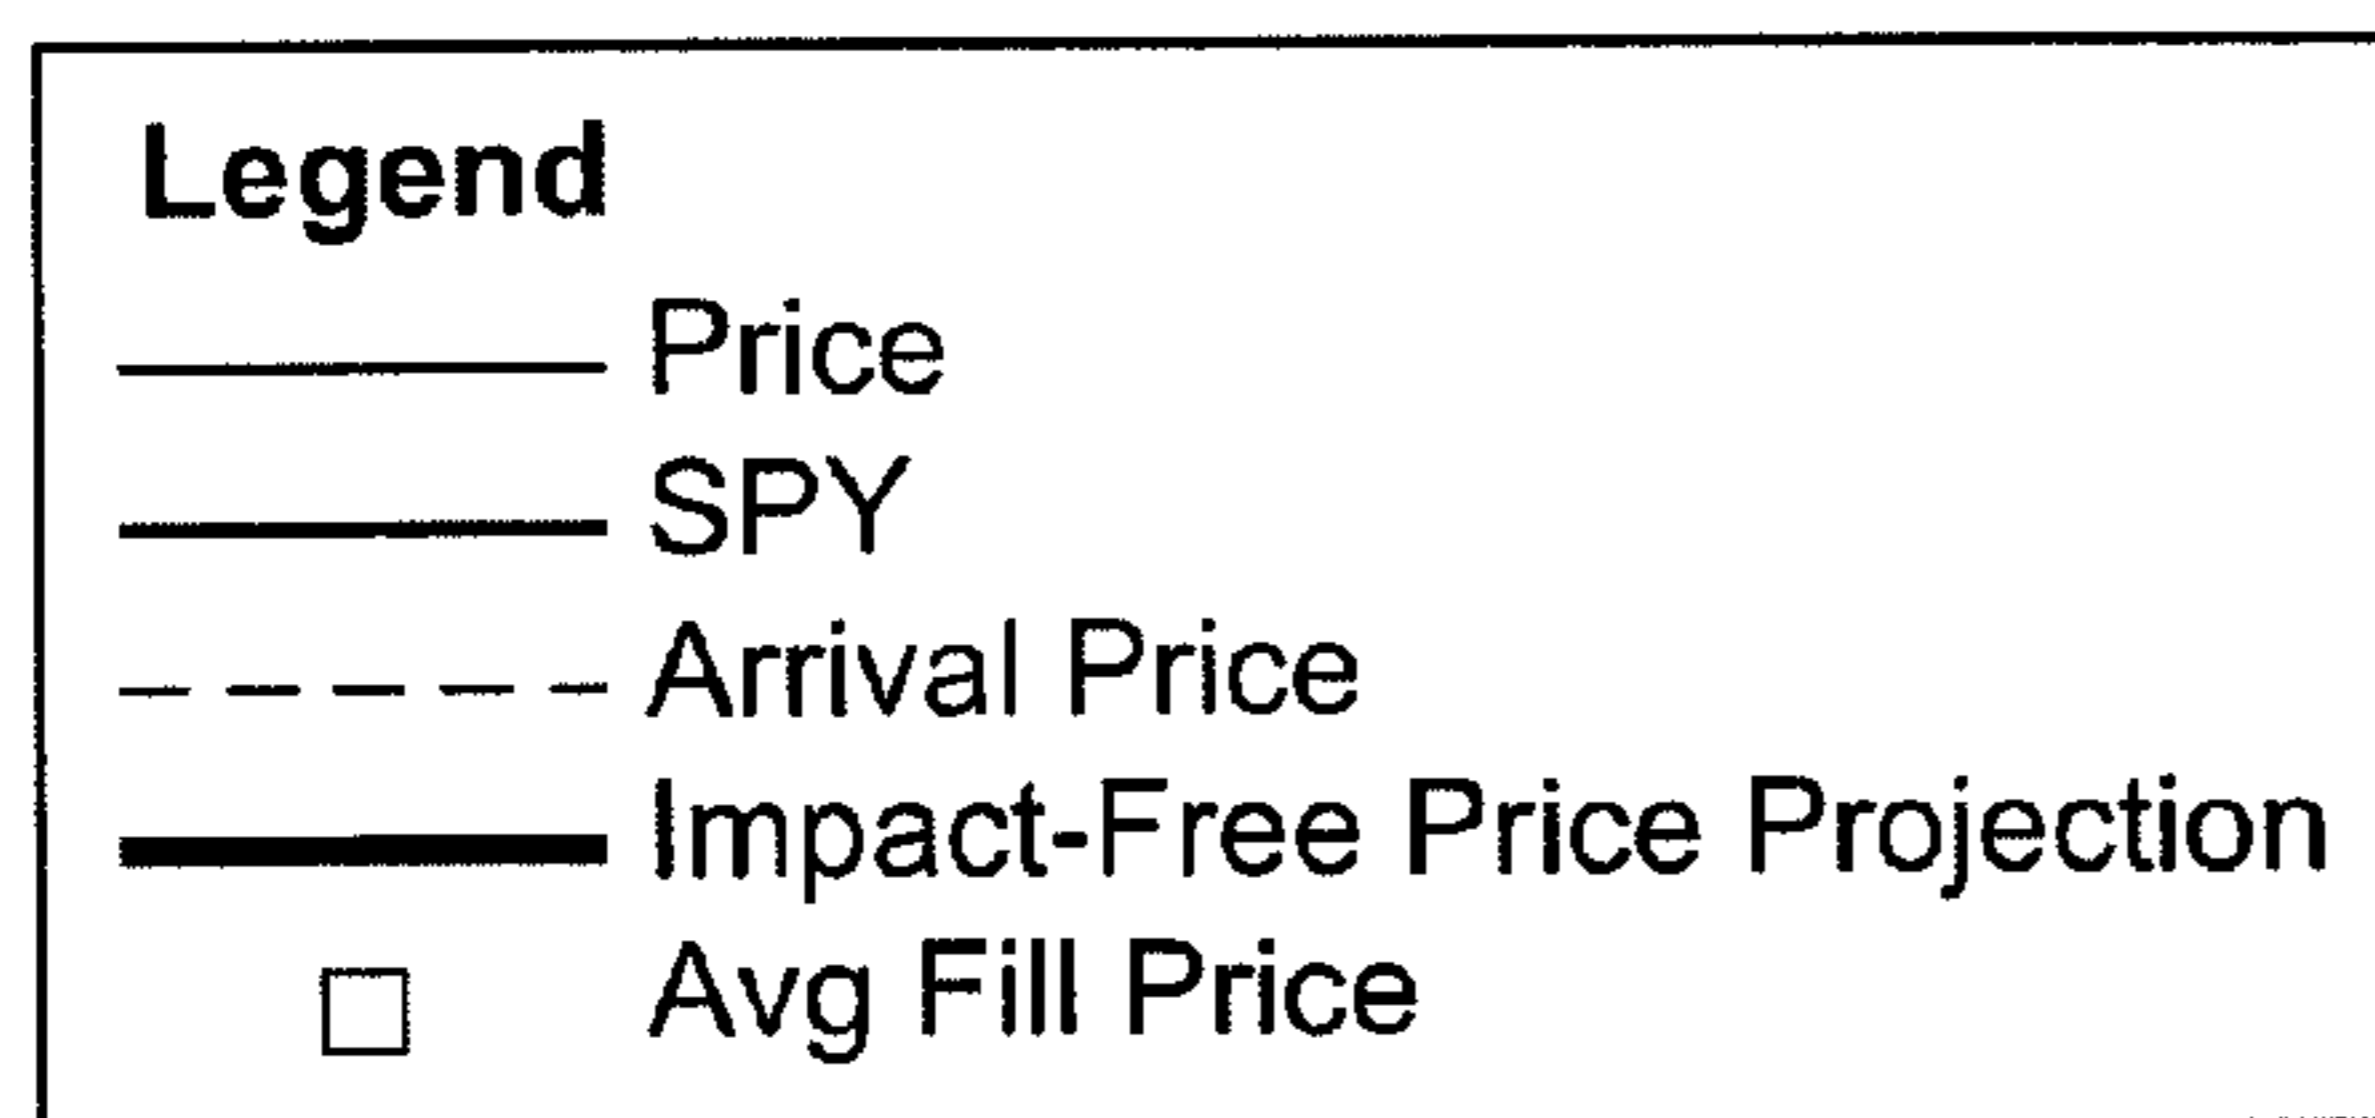 Legend
Price
SPY
Arrival Price
Impact-Free Price Projection
Avg Fill Price